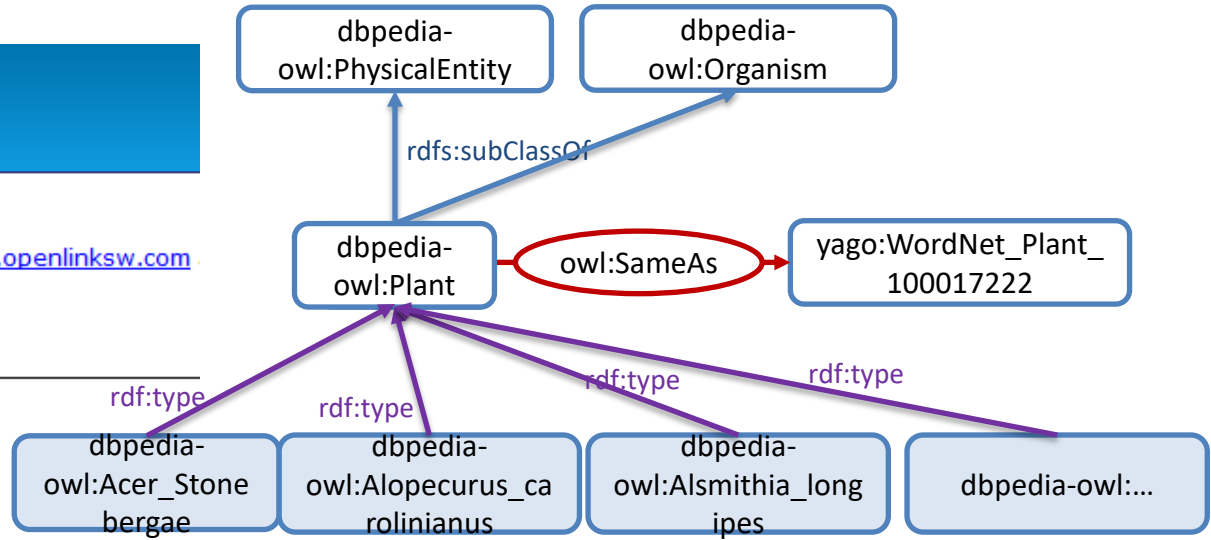 dbpedia-
owl:PhysicalEntity
dbpedia-
owl:Organism
rdfs:subClassOf
.openlinksw.com
dbpedia-
owl:Plant
owl:SameAs
yago:WordNet_Plant_
100017222
rdf:type
rdf:type
rdf:type
rdf:type
dbpedia-
owl:Acer_Stone
bergae
dbpedia-
owl:Alopecurus_ca
rolinianus
dbpedia-
owl:Alsmithia_long
ipes
dbpedia-owl:...